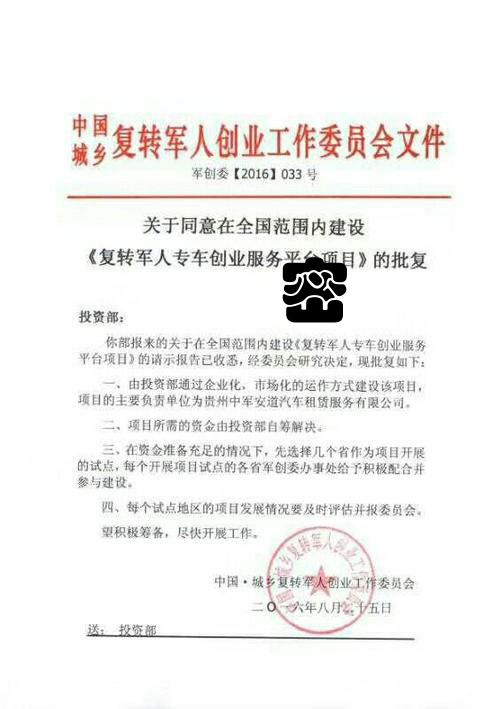 中国
城乡 复转军人创业工作委员会文件
军创委【2016】033 号
关于同意在全国范围内建设
《复转军人专车创业服务平台项目》的批复
投资部：
你部报来的关于在全国范围内建设《复转军人专车创业服务
平台项目》的请示报告已收悉，经委员会研究决定，现批复如下：
一、由投资部通过企业化，市场化的运作方式建设该项目，
项目的主要负责单位为贵州中军安道汽车租赁服务有限公司。
二、项目所需的资金由投资部自筹解决。
三、在资金准备充足的情况下，先选择几个省作为项目开展
的试点，每个开展项目试点的各省军创委办事处给予积极配合并
参与建设。
四、每个试点地区的项目发展情况要及时评估并报委员会。
望积极筹备，尽快开展工作。
中国·城乡复转军人创业工作委员会
二〇一六年八月二十五日
送： 投资部